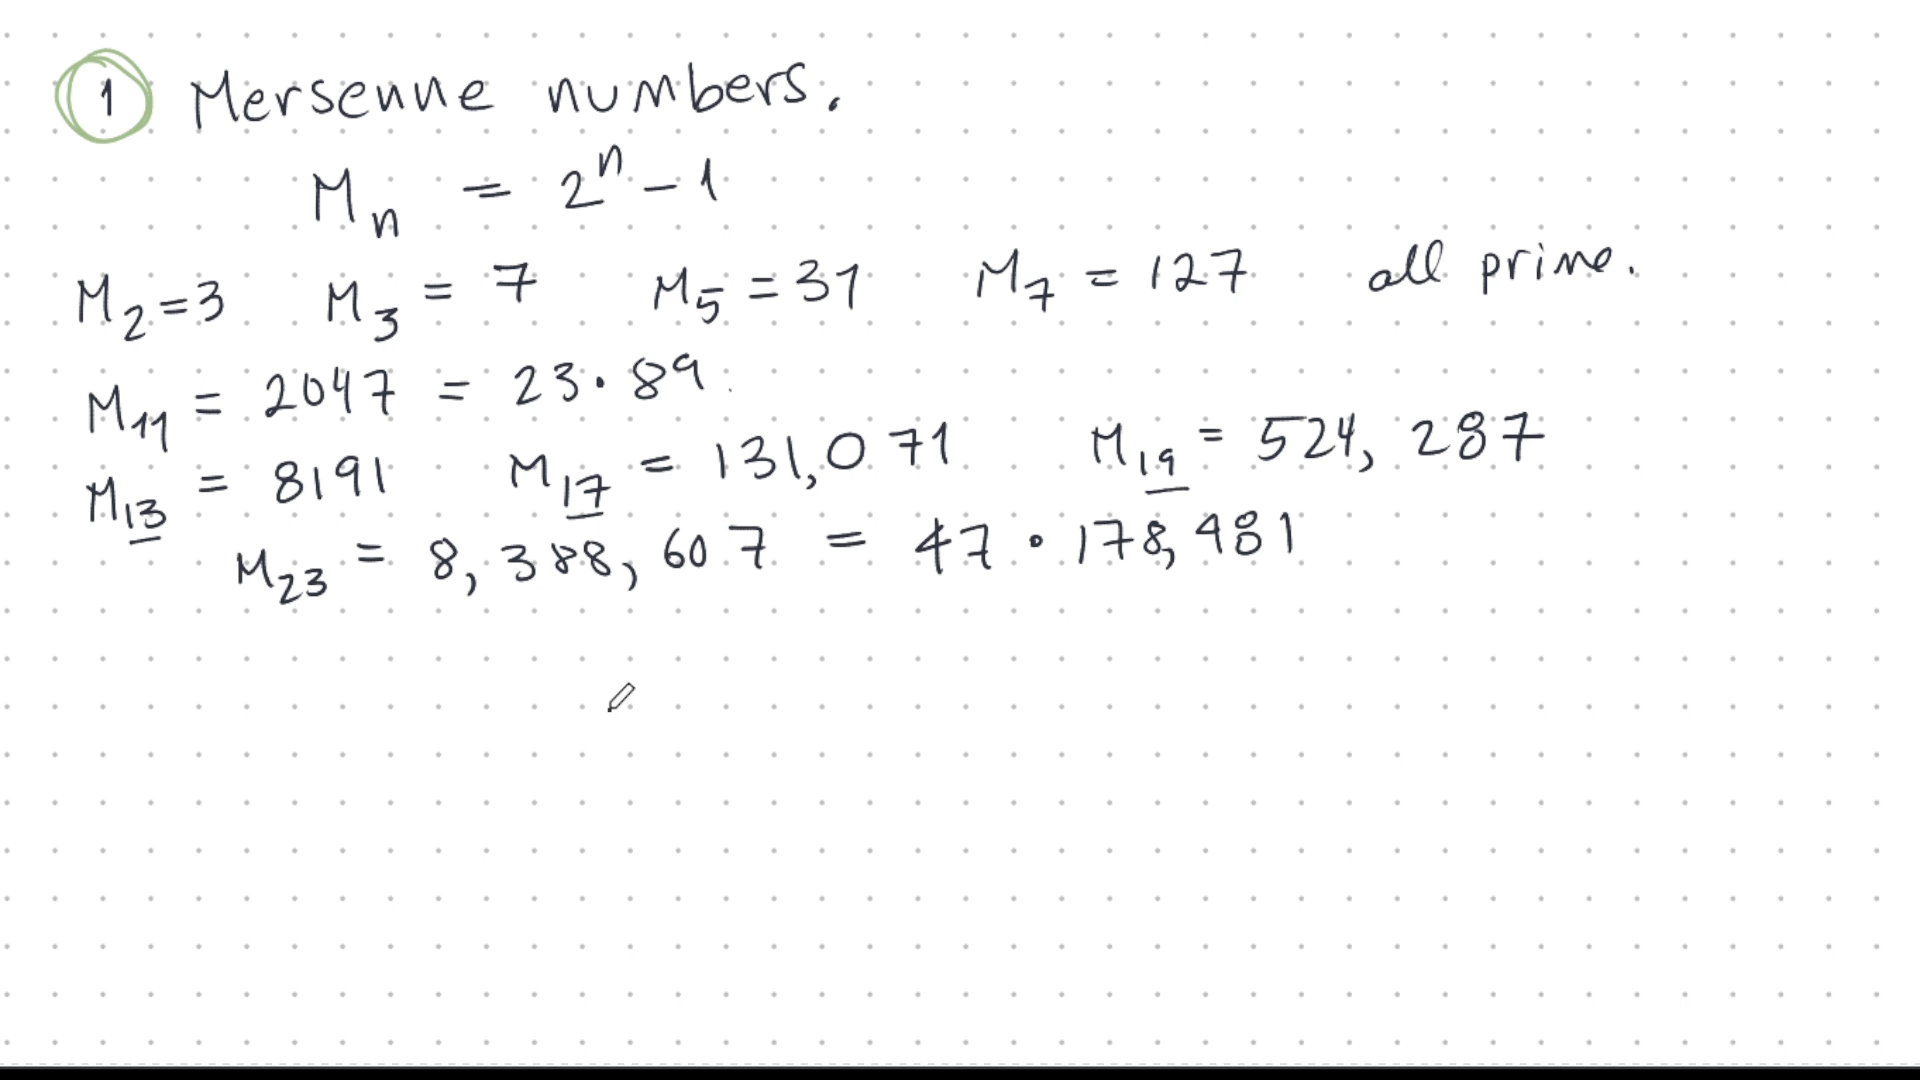 1 Mersenne numbers.
Mₙ = 2ⁿ - 1
M₂=3 M₃ = 7 M₅ = 31 M₇ = 127 all prime.
M₁₁ = 2047 = 23·89
M₁₃ = 8191 M₁₇ = 131,071 M₁₉ = 524,287
M₂₃ = 8,388,607 = 47 · 178,481